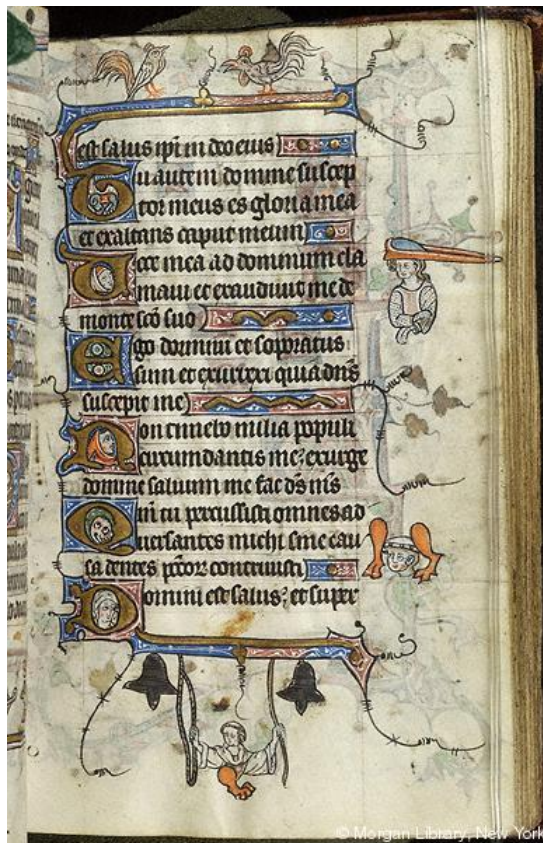 est salus ipi in deo eius
Tu autem domine suscep
tor meus es gloria mea
et exaltans caput meum
Uoce mea ad dominum cla
maui et exaudiuit me de
monte sco suo
Ego dormiui et soporatus
sum et exurrexi quia dns
suscepit me
Non timebo milia populi
circumdantis me: exurge
domine saluum me fac ds ms
Qm tu percussisti omnes ad
uersantes michi sine cau
sa dentes pctor contriuisti
Domini est salus: et super
© Morgan Library, New York